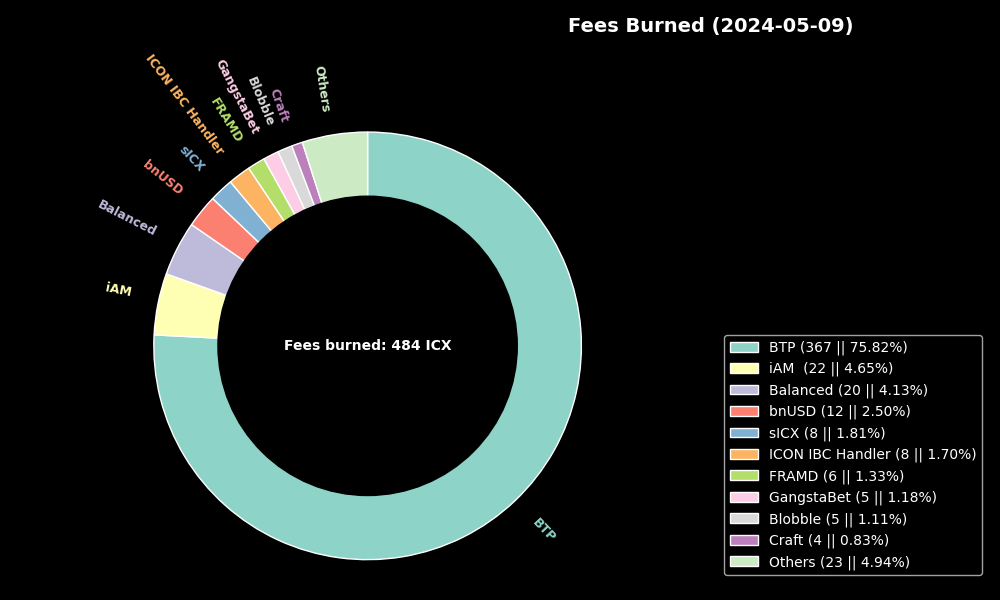 Fees Burned (2024-05-09)
Others
Craft
Blobble
GangstaBet
FRAMD
ICON IBC Handler
sICX
bnUSD
Balanced
iAM
Fees burned: 484 ICX
BTP
BTP (367 || 75.82%)
iAM  (22 || 4.65%)
Balanced (20 || 4.13%)
bnUSD (12 || 2.50%)
sICX (8 || 1.81%)
ICON IBC Handler (8 || 1.70%)
FRAMD (6 || 1.33%)
GangstaBet (5 || 1.18%)
Blobble (5 || 1.11%)
Craft (4 || 0.83%)
Others (23 || 4.94%)